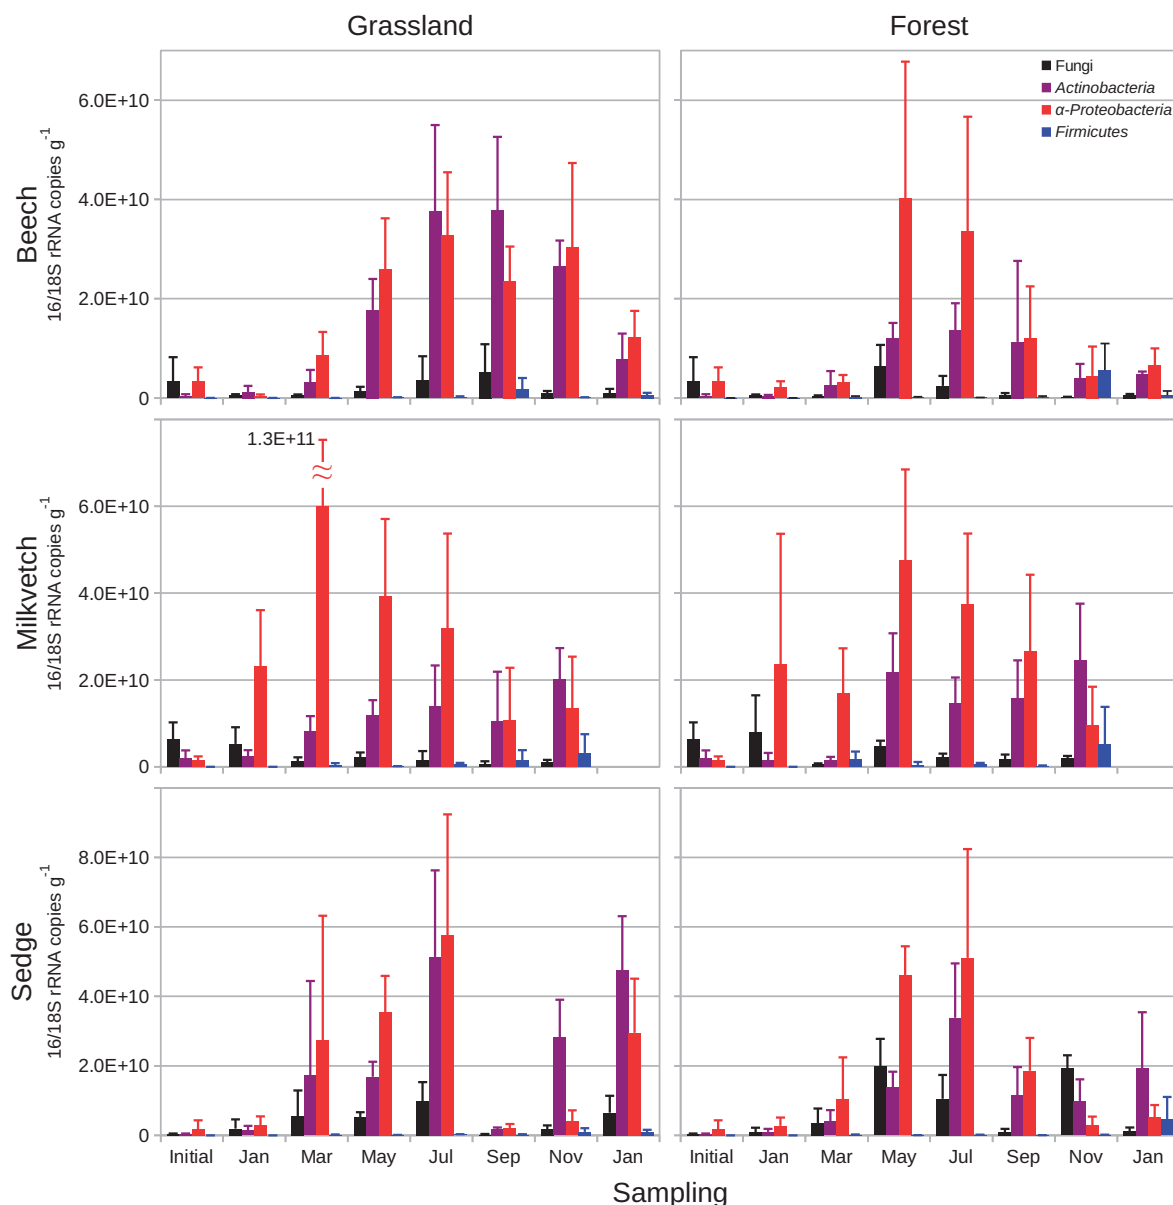 Grassland
Forest
Fungi
Actinobacteria
α-Proteobacteria
Firmicutes
Beech
16/18S rRNA copies g-1
6.0E+10
4.0E+10
2.0E+10
0
Milkvetch
16/18S rRNA copies g-1
1.3E+11
6.0E+10
4.0E+10
2.0E+10
0
Sedge
16/18S rRNA copies g-1
8.0E+10
6.0E+10
4.0E+10
2.0E+10
0
Initial Jan Mar May Jul Sep Nov Jan
Initial Jan Mar May Jul Sep Nov Jan
Sampling